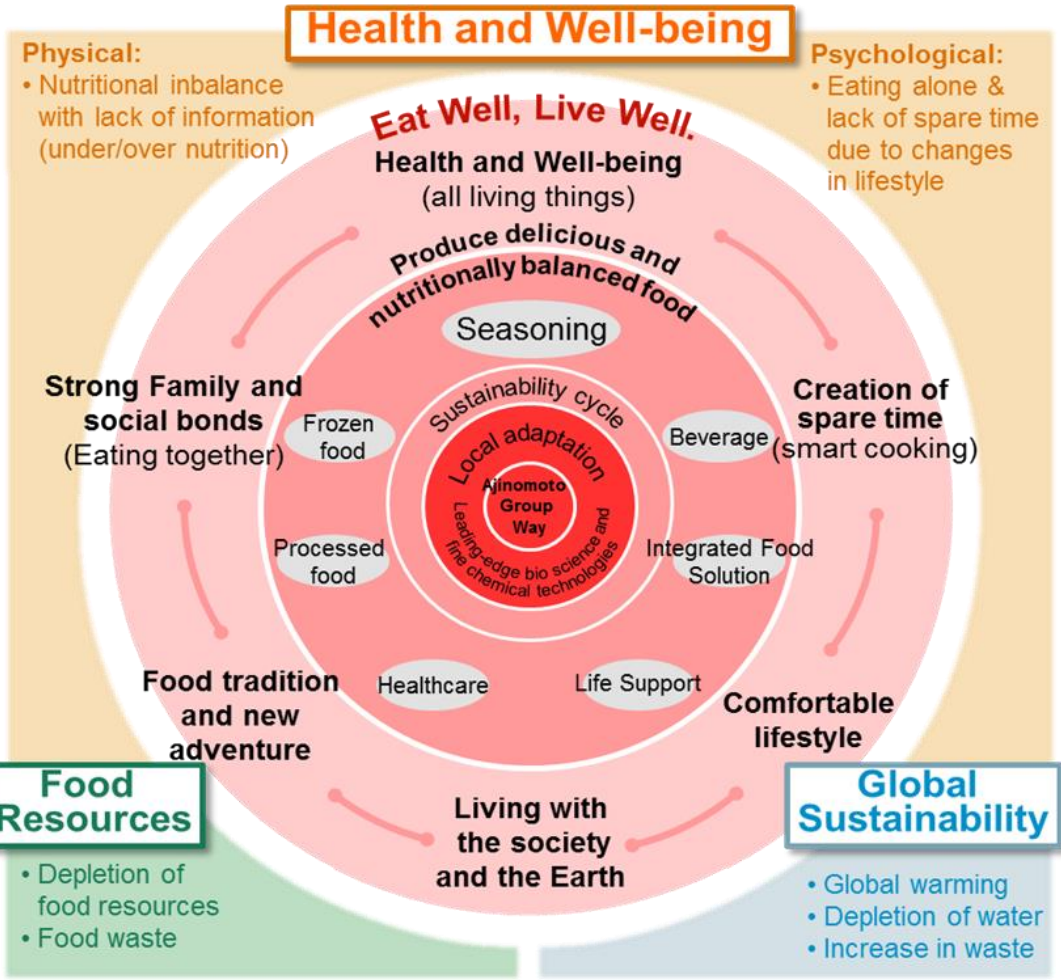 Health and Well-being
Physical:
• Nutritional inbalance
with lack of information
(under/over nutrition)
Psychological:
• Eating alone &
lack of spare time
due to changes
in lifestyle
Eat Well, Live Well.
Health and Well-being
(all living things)
Produce delicious and
nutritionally balanced food
Seasoning
Strong Family and
social bonds
(Eating together)
Frozen
food
Sustainability cycle
Local adaptation
Ajinomoto
Group
Way
Leading-edge bio science and
fine chemical technologies
Beverage
Creation of
spare time
(smart cooking)
Processed
food
Integrated Food
Solution
Healthcare
Life Support
Food tradition
and new
adventure
Comfortable
lifestyle
Living with
the society
and the Earth
Food
Resources
• Depletion of
food resources
• Food waste
Global
Sustainability
• Global warming
• Depletion of water
• Increase in waste